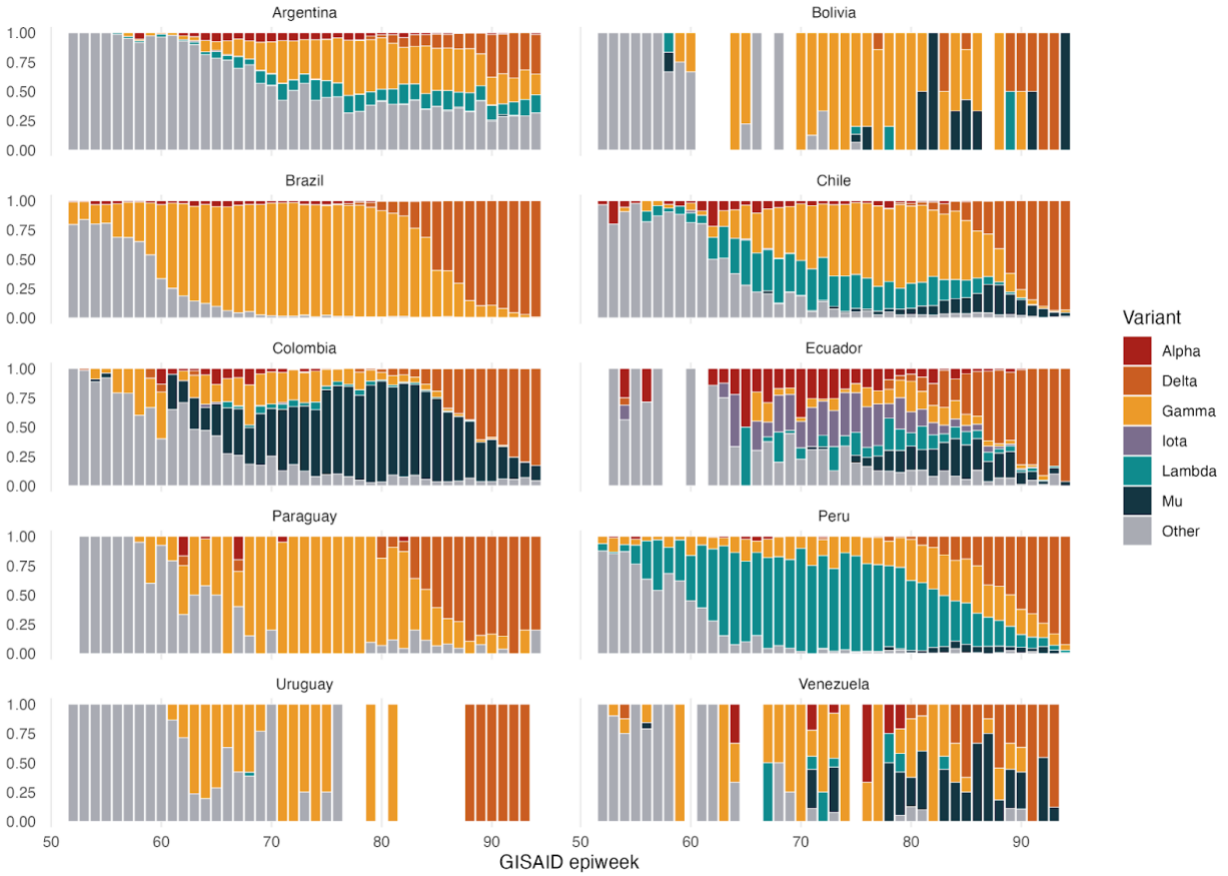 Argentina
Bolivia
1.00
0.75
0.50
0.25
0.00
Brazil
Chile
1.00
0.75
0.50
0.25
0.00
Colombia
Ecuador
1.00
0.75
0.50
0.25
0.00
Paraguay
Peru
1.00
0.75
0.50
0.25
0.00
Uruguay
Venezuela
1.00
0.75
0.50
0.25
0.00
50 60 70 80 90 50 60 70 80 90
GISAID epiweek
Variant
Alpha
Delta
Gamma
Iota
Lambda
Mu
Other